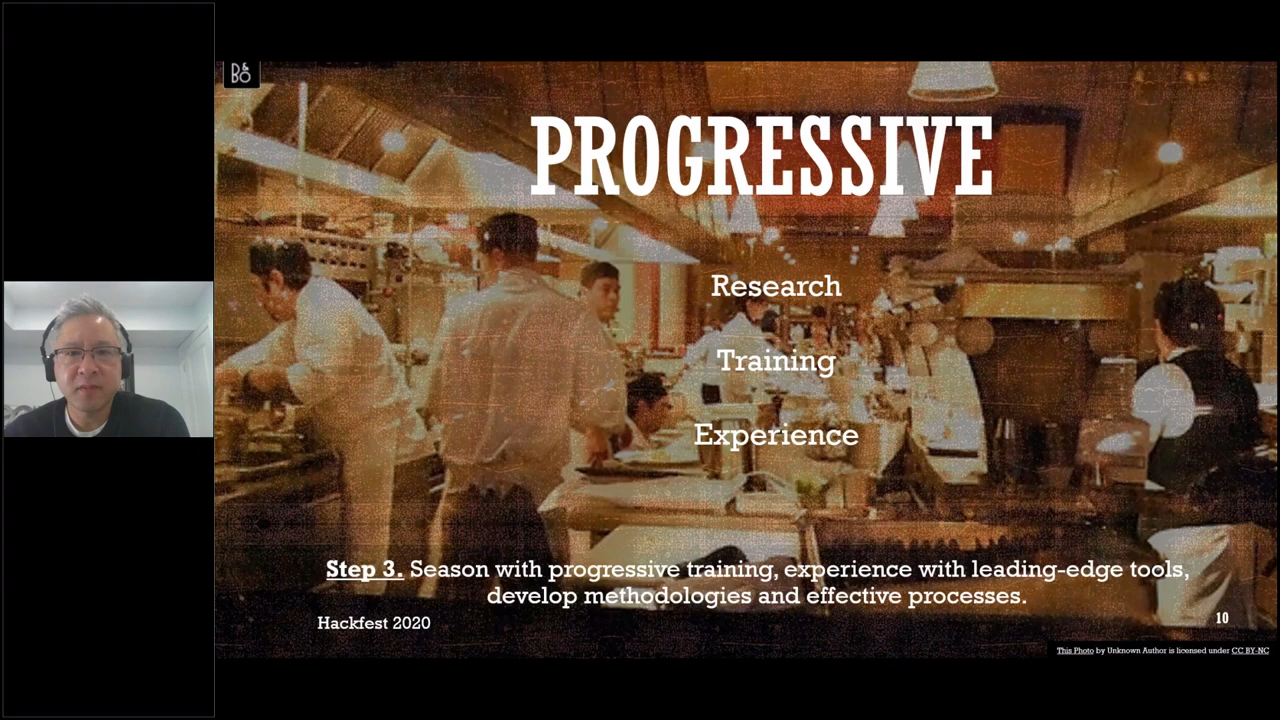 B&O
PROGRESSIVE
Research
Training
Experience
Step 3. Season with progressive training, experience with leading-edge tools,
develop methodologies and effective processes.
Hackfest 2020
10
This Photo by Unknown Author is licensed under CC BY-NC